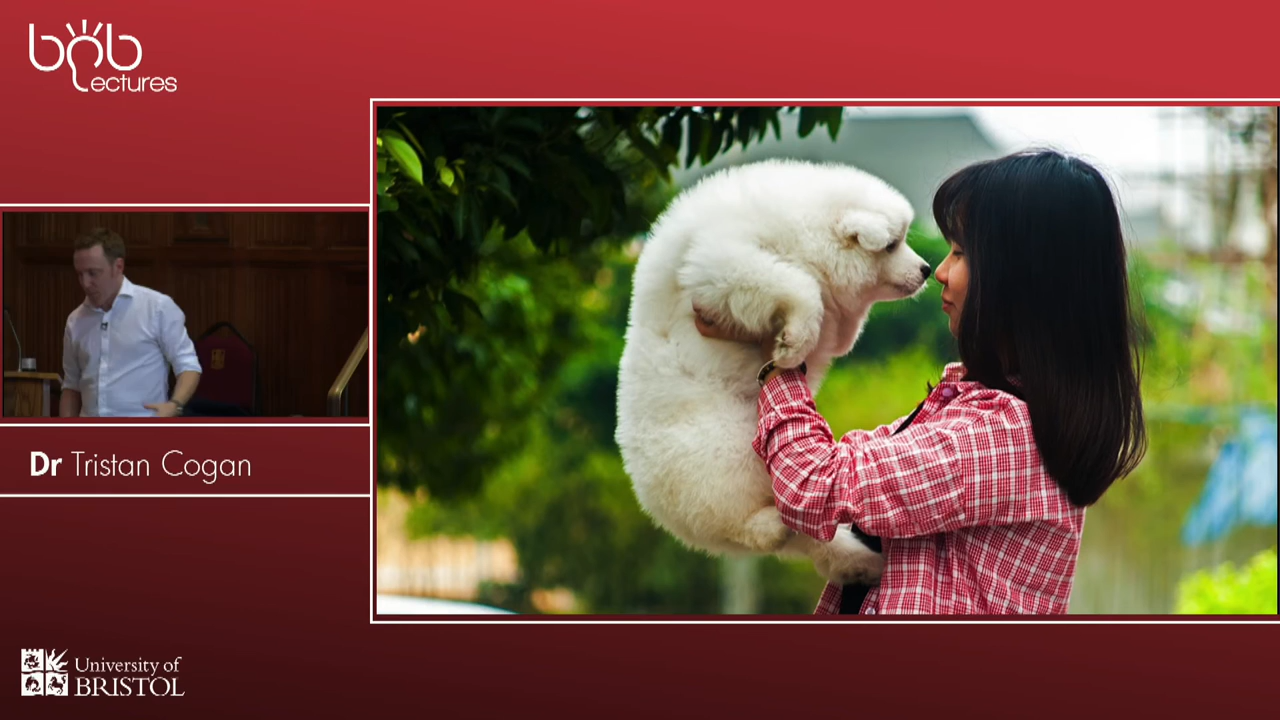 bob
Lectures
Dr Tristan Cogan
University of
BRISTOL